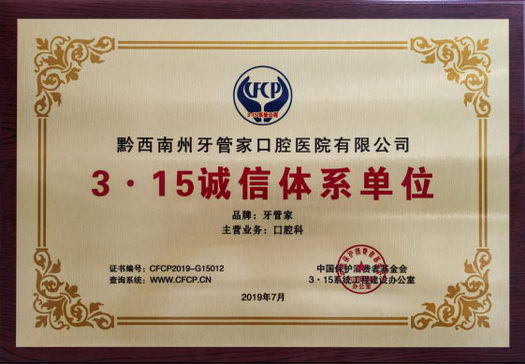 CFCP
黔西南州牙管家口腔医院有限公司
3·15诚信体系单位
品牌：牙管家
主营业务：口腔科
证书编号：CFCP2019-G15012
查询系统：WWW.CFCP.CN
中国保护消费者基金会
3·15系统工程建设办公室
2019年7月